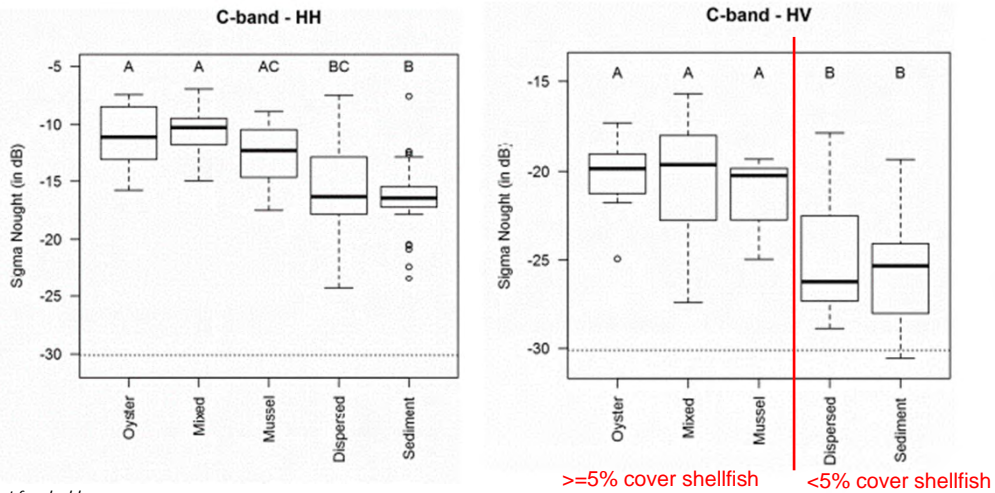 C-band - HH
C-band - HV
Sgma Nought (in dB)
-5
-10
-15
-20
-25
-30
A A AC BC B
Oyster
Mixed
Mussel
Dispersed
Sediment
Sigma Nought (in dB)
-15
-20
-25
-30
A A A B B
Oyster
Mixed
Mussel
Dispersed
Sediment
>=5% cover shellfish
<5% cover shellfish